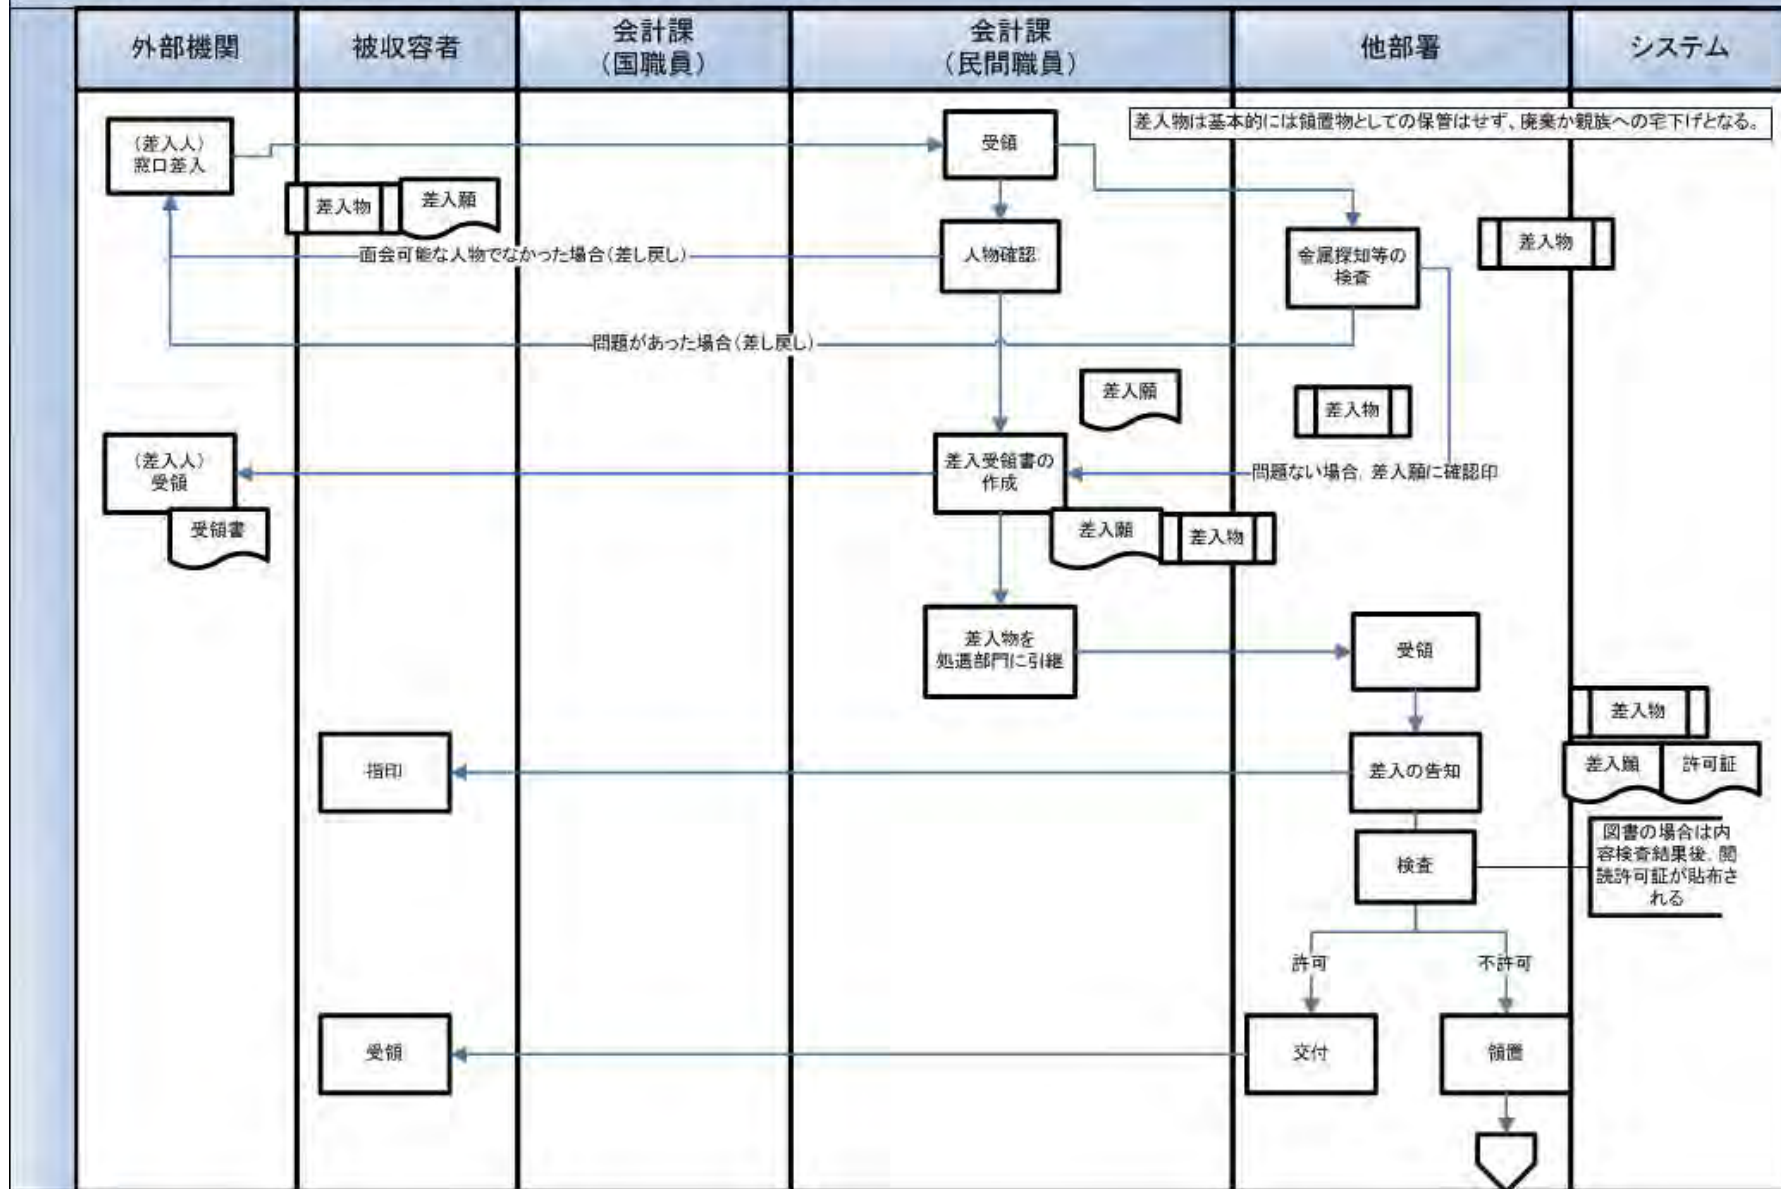 外部機関
被収容者
会計課
(国職員)
会計課
(民間職員)
他部署
システム
差入物は基本的には領置物としての保管はせず、廃棄か親族への宅下げとなる。
(差入人)
窓口差入
受領
差入物
差入願
面会可能な人物でなかった場合(差し戻し)
人物確認
金属探知等の
検査
差入物
問題があった場合(差し戻し)
差入願
差入物
(差入人)
受領
差入受領書の
作成
問題ない場合、差入願に確認印
受領書
差入願
差入物
差入物を
処遇部門に引継
受領
差入物
指印
差入の告知
差入願
許可証
検査
図書の場合は内
容検査結果後、閲
読許可証が貼布さ
れる
許可
不許可
受領
交付
領置